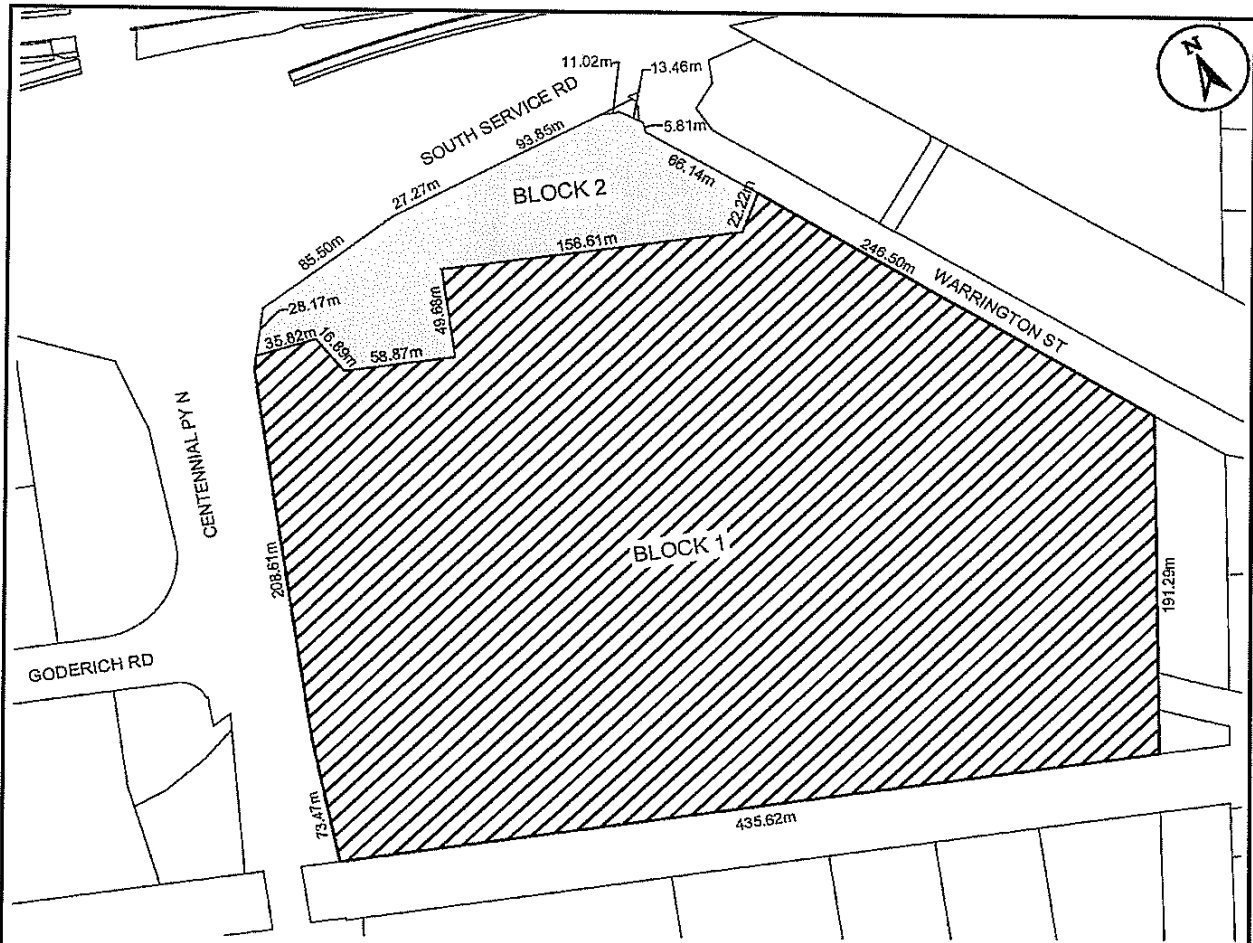 N
11.02m
13.46m
SOUTH SERVICE RD
93.85m
5.81m
66.14m
27.27m
BLOCK 2
22.22m
85.50m
156.61m
246.50m
WARRINGTON ST
28.17m
49.68m
35.82m
16.89m
58.87m
CENTENNIAL PY N
BLOCK 1
208.61m
191.29m
GODERICH RD
73.47m
435.62m